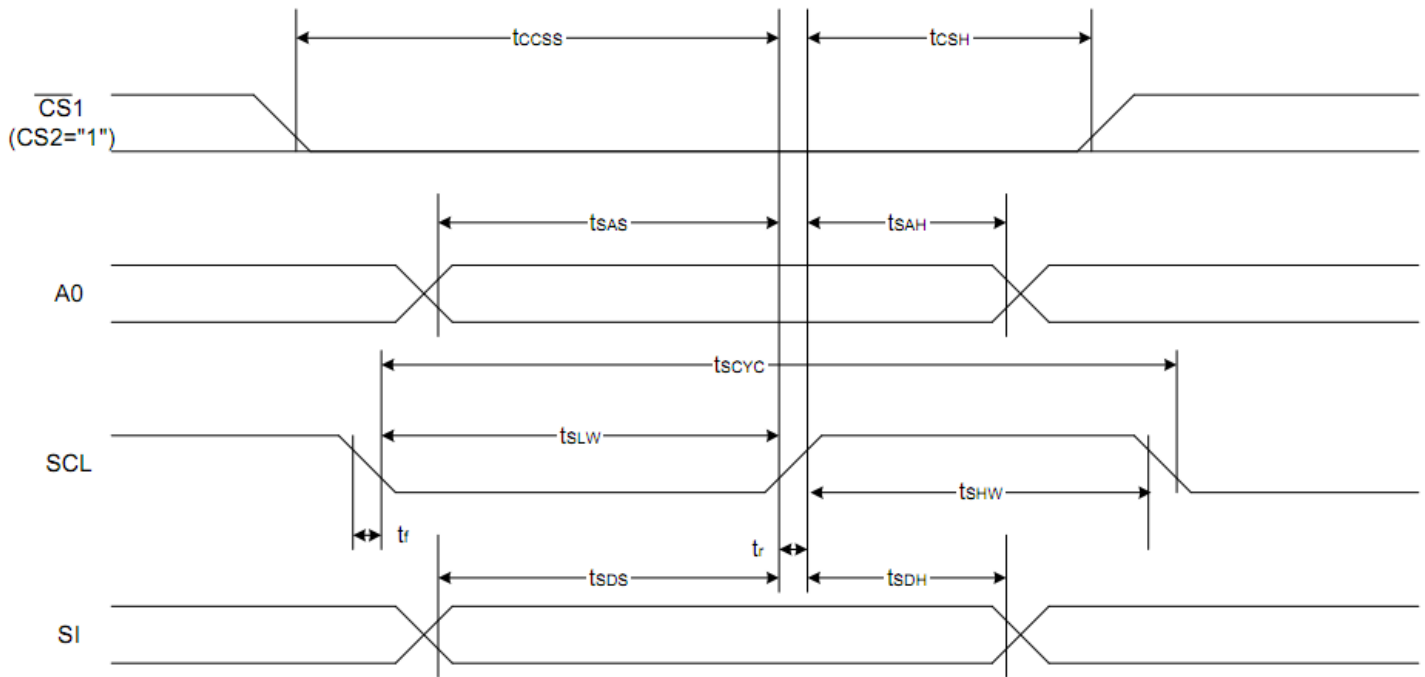 tCCSS
tCSH
CS1
(CS2="1")
tSAS
tSAH
A0
tSCYC
tSLW
SCL
tSHW
tf
tr
tSDS
tSDH
SI